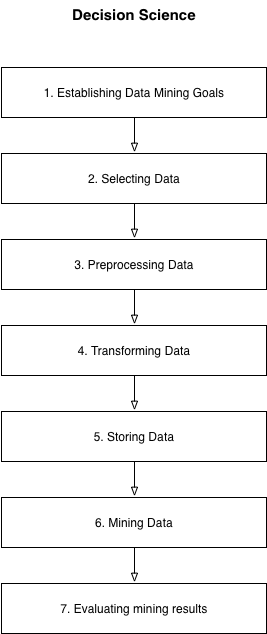 Decision Science
1. Establishing Data Mining Goals
2. Selecting Data
3. Preprocessing Data
4. Transforming Data
5. Storing Data
6. Mining Data
7. Evaluating mining results